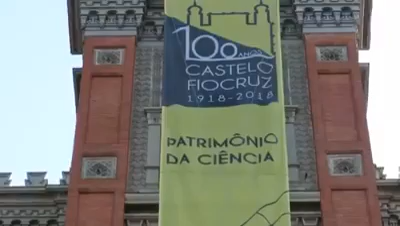 100 ANOS
CASTELO
FIOCRUZ
1918-2018
PATRIMÔNIO
DA CIÊNCIA